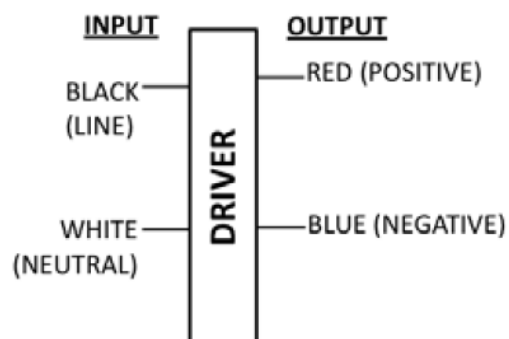 INPUT
OUTPUT
BLACK
(LINE)
RED (POSITIVE)
DRIVER
WHITE
(NEUTRAL)
BLUE (NEGATIVE)